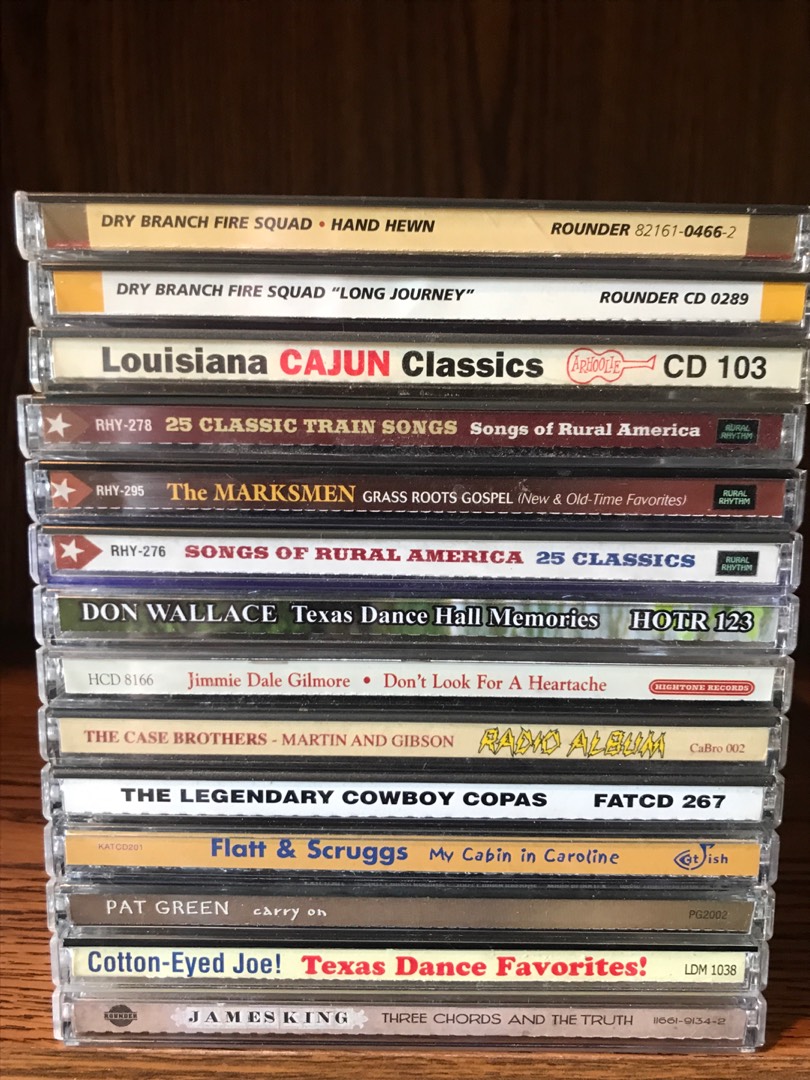 DRY BRANCH FIRE SQUAD • HAND HEWN ROUNDER 82161-0466-2
DRY BRANCH FIRE SQUAD "LONG JOURNEY" ROUNDER CD 0289
Louisiana CAJUN Classics ARHOOLIE CD 103
RHY-278 25 CLASSIC TRAIN SONGS Songs of Rural America RURAL RHYTHM
RHY-295 The MARKSMEN GRASS ROOTS GOSPEL (New & Old-Time Favorites) RURAL RHYTHM
RHY-276 SONGS OF RURAL AMERICA 25 CLASSICS RURAL RHYTHM
DON WALLACE Texas Dance Hall Memories HOTR 123
HCD 8166 Jimmie Dale Gilmore • Don't Look For A Heartache HIGHTONE RECORDS
THE CASE BROTHERS - MARTIN AND GIBSON RADIO ALBUM CaBro 002
THE LEGENDARY COWBOY COPAS FATCD 267
KATCD201 Flatt & Scruggs My Cabin in Caroline Catfish
PAT GREEN carry on PG2002
Cotton-Eyed Joe! Texas Dance Favorites! LDM 1038
ROUNDER JAMES KING THREE CHORDS AND THE TRUTH 11661-9134-2